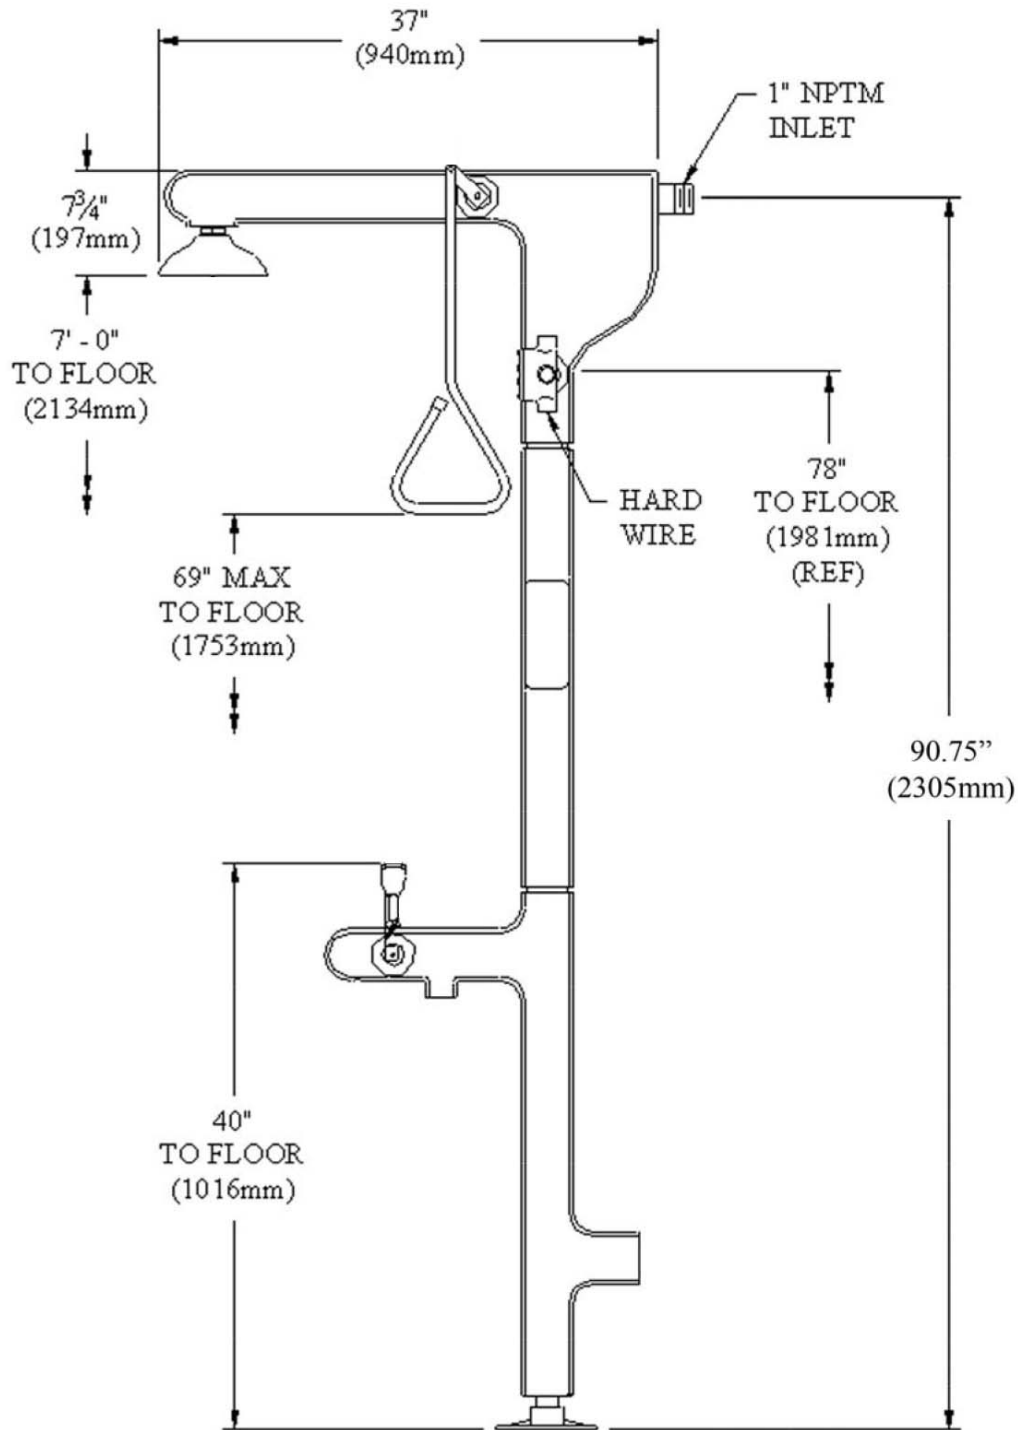 37"
(940mm)
1" NPTM
INLET
7¾"
(197mm)
7' - 0"
TO FLOOR
(2134mm)
78"
TO FLOOR
(1981mm)
(REF)
HARD
WIRE
69" MAX
TO FLOOR
(1753mm)
90.75”
(2305mm)
40"
TO FLOOR
(1016mm)